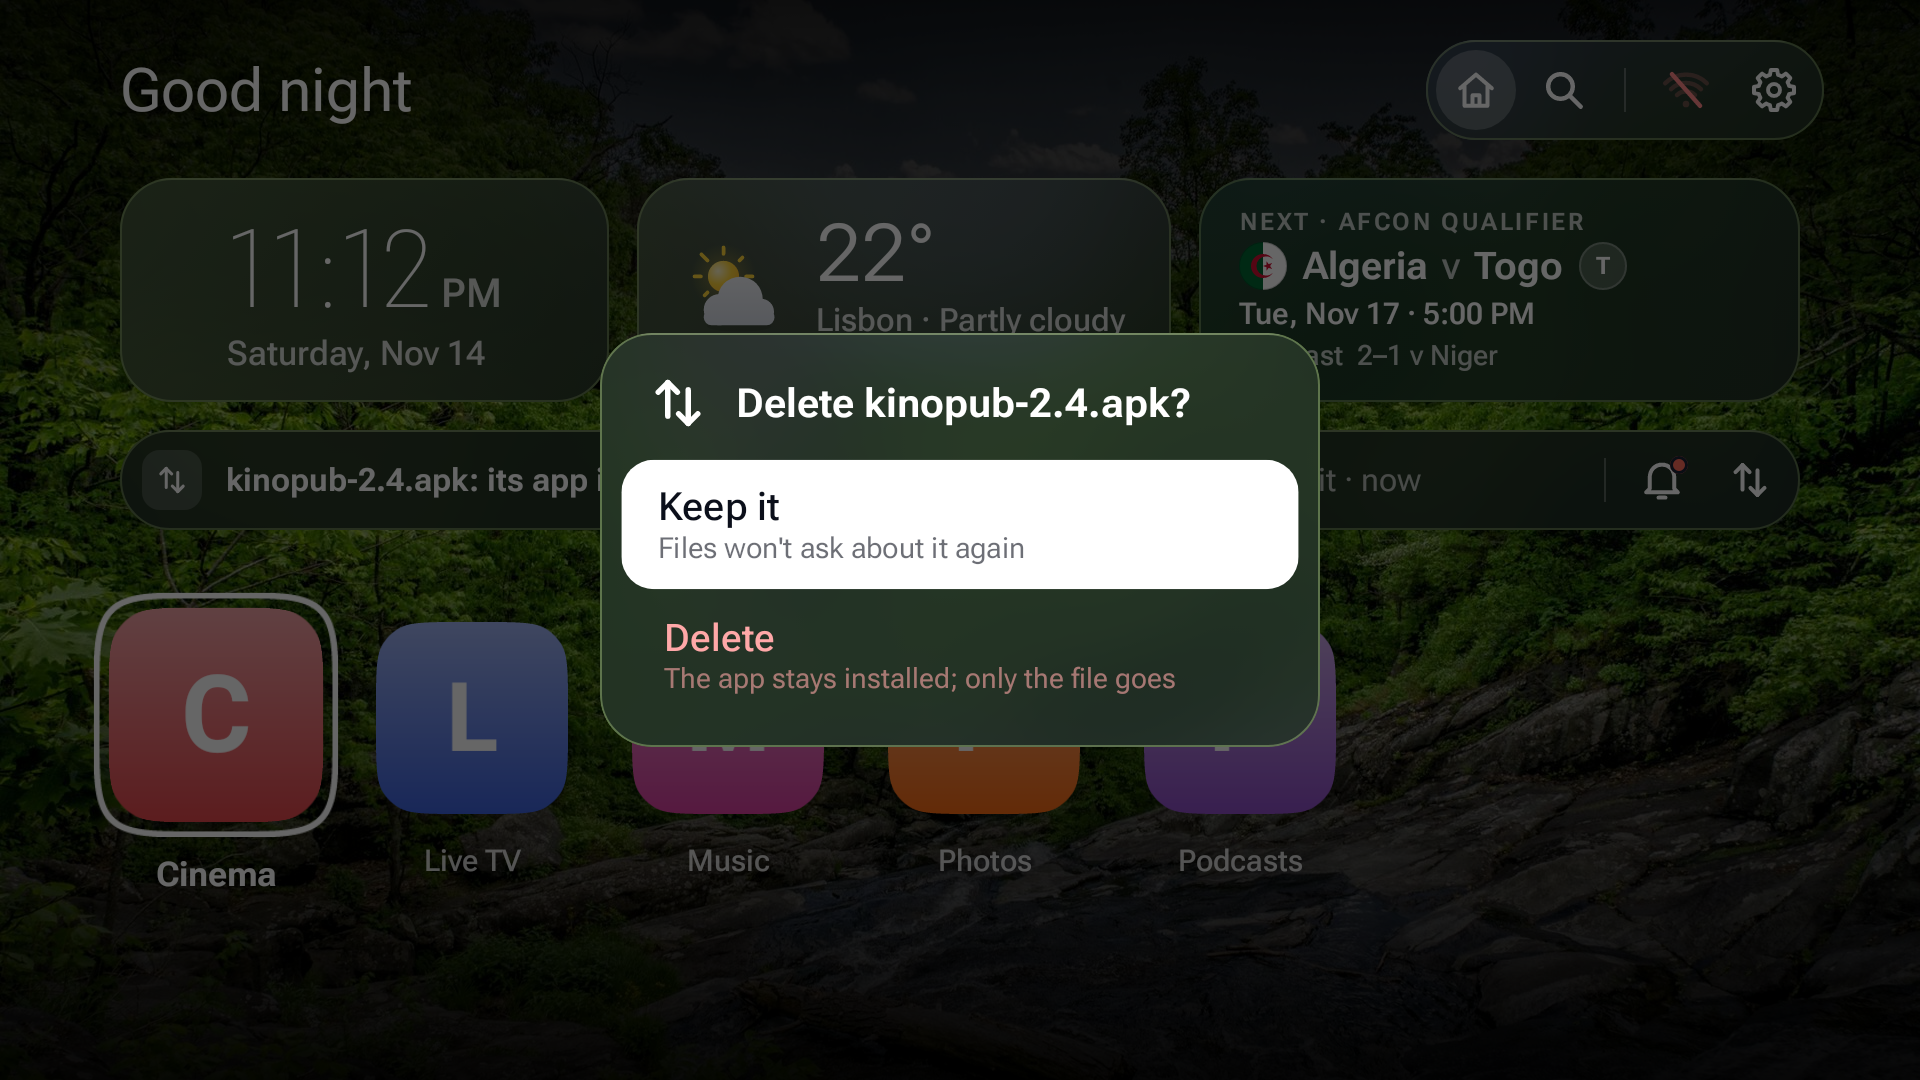 Good night
11:12 PM
Saturday, Nov 14
22°
Lisbon · Partly cloudy
NEXT · AFCON QUALIFIER
Algeria v Togo T
Tue, Nov 17 · 5:00 PM
2–1 v Niger
kinopub-2.4.apk: its app
it · now
Delete kinopub-2.4.apk?
Keep it
Files won't ask about it again
Delete
The app stays installed; only the file goes
C
L
Cinema
Live TV
Music
Photos
Podcasts